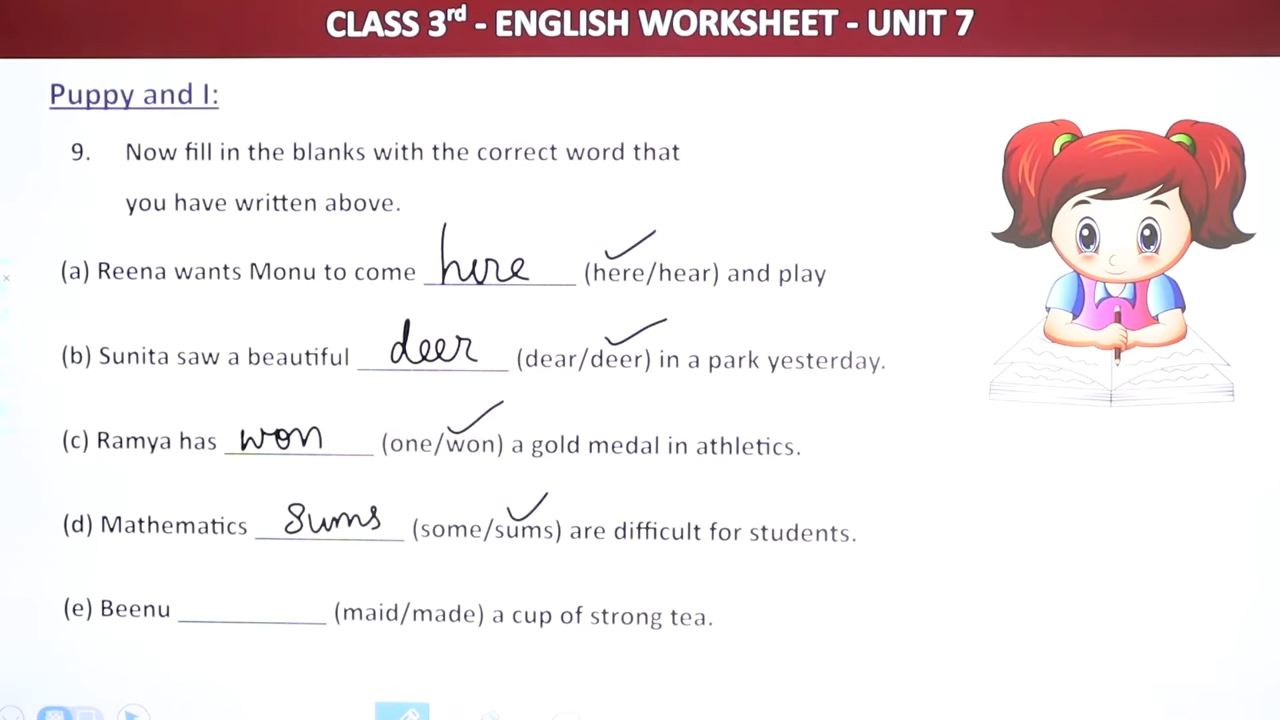 CLASS 3rd - ENGLISH WORKSHEET - UNIT 7
Puppy and I:
9. Now fill in the blanks with the correct word that
you have written above.
(a) Reena wants Monu to come here (here/hear) and play
(b) Sunita saw a beautiful deer (dear/deer) in a park yesterday.
(c) Ramya has won (one/won) a gold medal in athletics.
(d) Mathematics sums (some/sums) are difficult for students.
(e) Beenu ____________ (maid/made) a cup of strong tea.